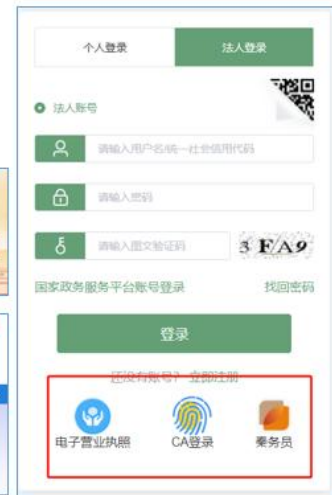 个人登录 法人登录
法人账号
请输入用户名/统一社会信用代码
请输入密码
请输入图文验证码 3 FA9
国家政务服务平台账号登录 找回密码
登录
还没有账号? 立即注册
电子营业执照 CA登录 秦务员